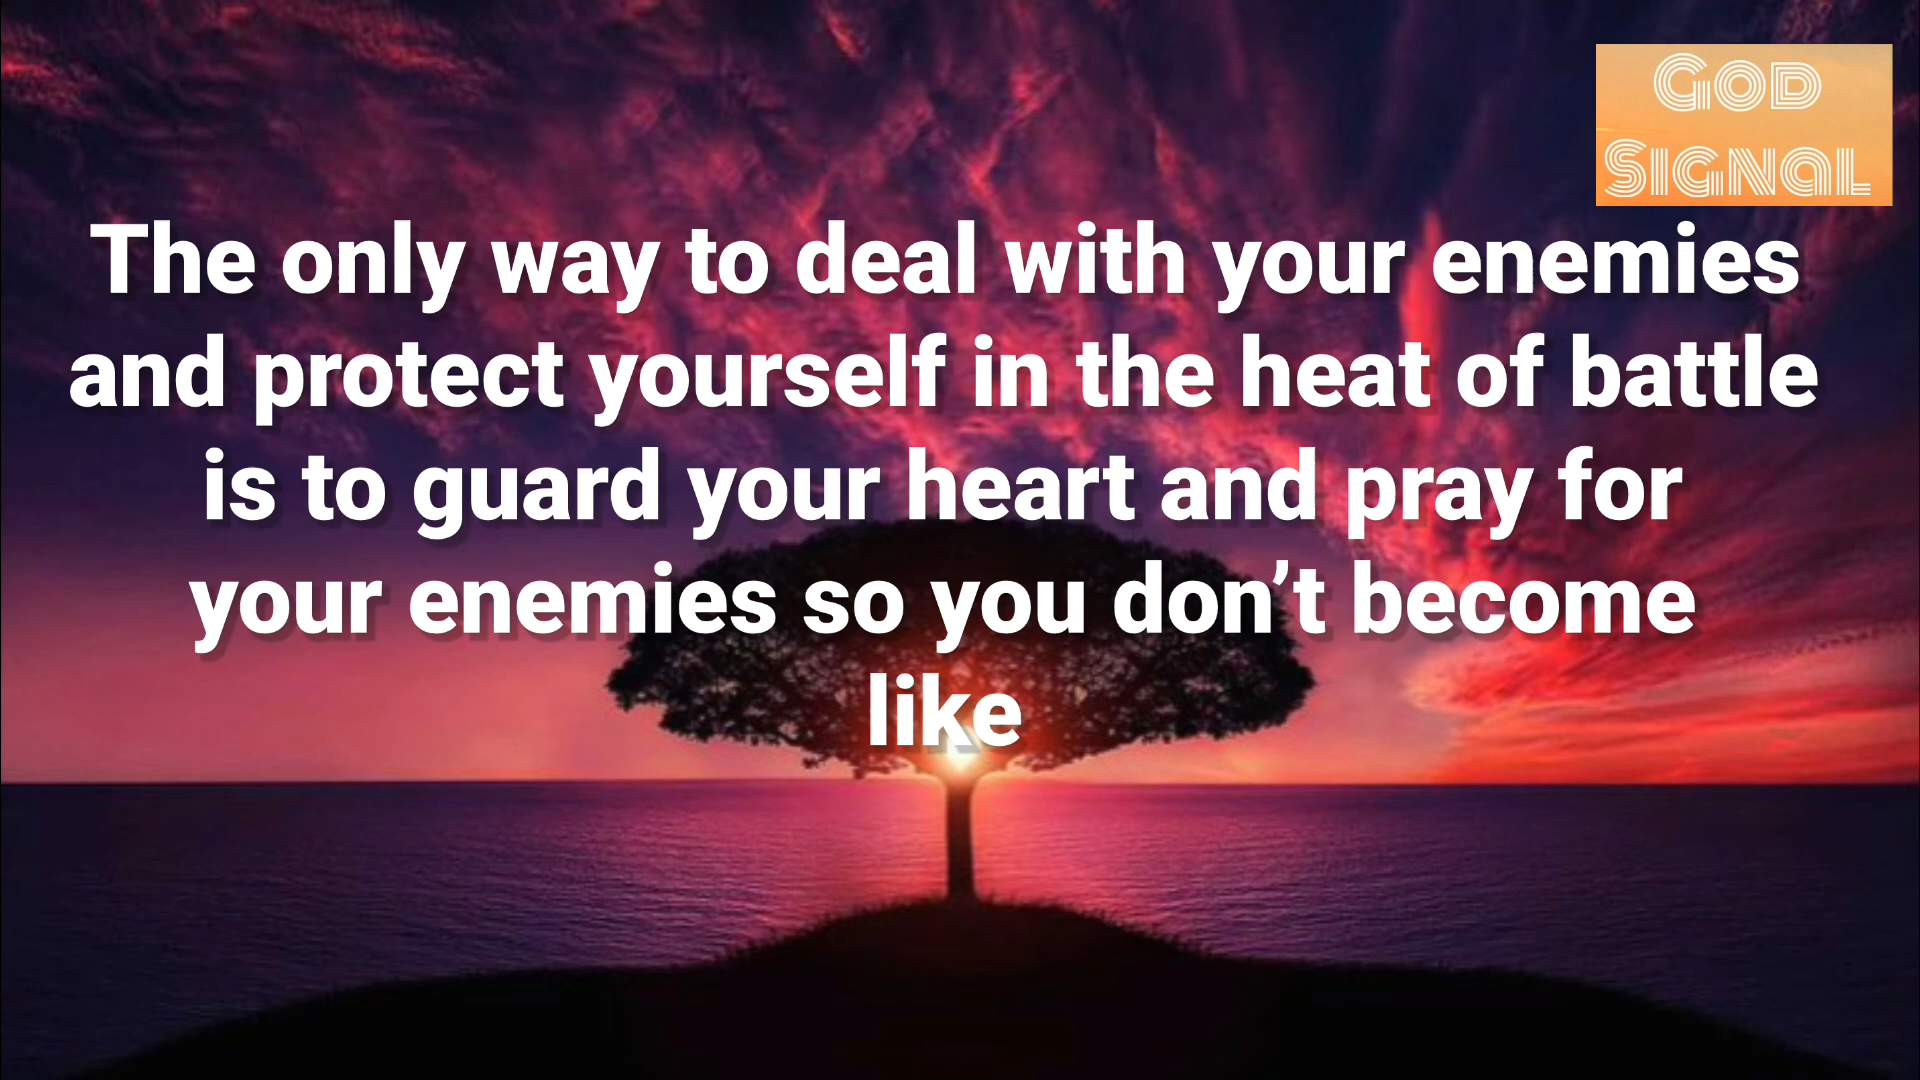 GOD
SIGNAL
The only way to deal with your enemies
and protect yourself in the heat of battle
is to guard your heart and pray for
your enemies so you don’t become
like